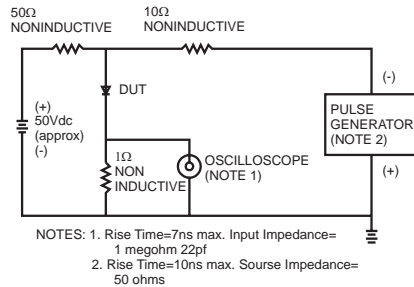 50Ω
NONINDUCTIVE
10Ω
NONINDUCTIVE
(+)
50Vdc
(approx)
(-)
DUT
1Ω
NON
INDUCTIVE
OSCILLOSCOPE
(NOTE 1)
(-)
PULSE
GENERATOR
(NOTE 2)
(+)
NOTES: 1. Rise Time=7ns max. Input Impedance=
1 megohm 22pf
2. Rise Time=10ns max. Sourse Impedance=
50 ohms